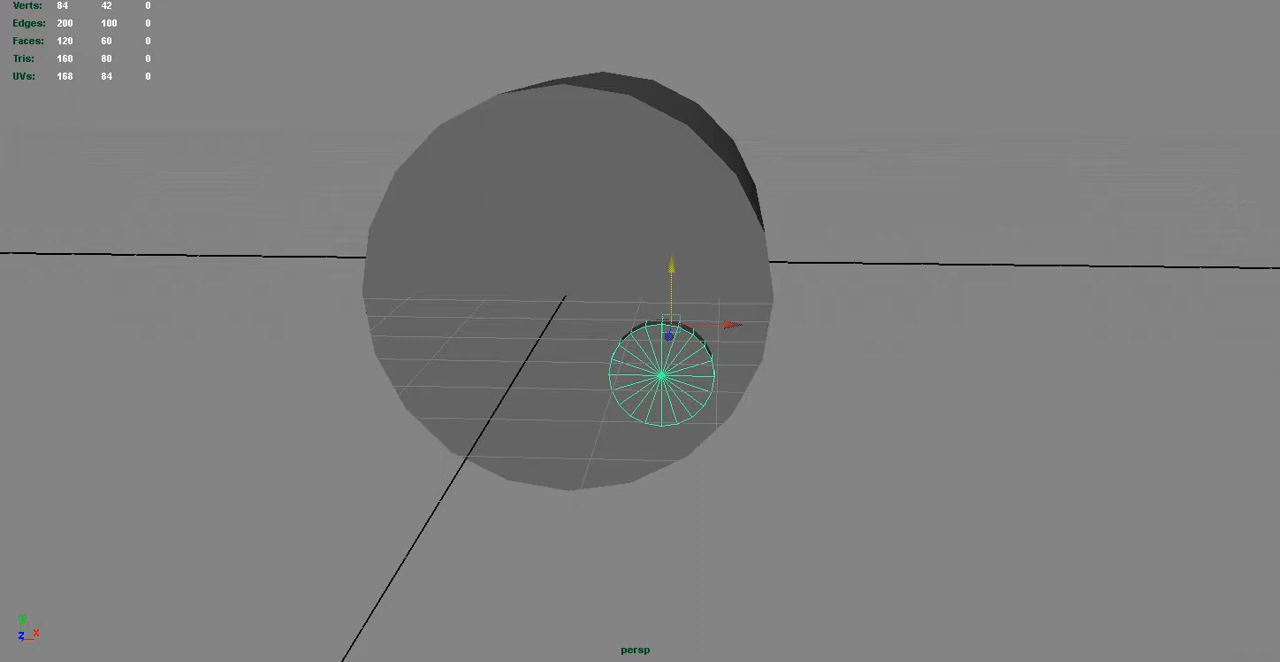 Verts: 84 42 0
Edges: 200 100 0
Faces: 120 60 0
Tris: 160 80 0
UVs: 168 84 0
y
z x
persp